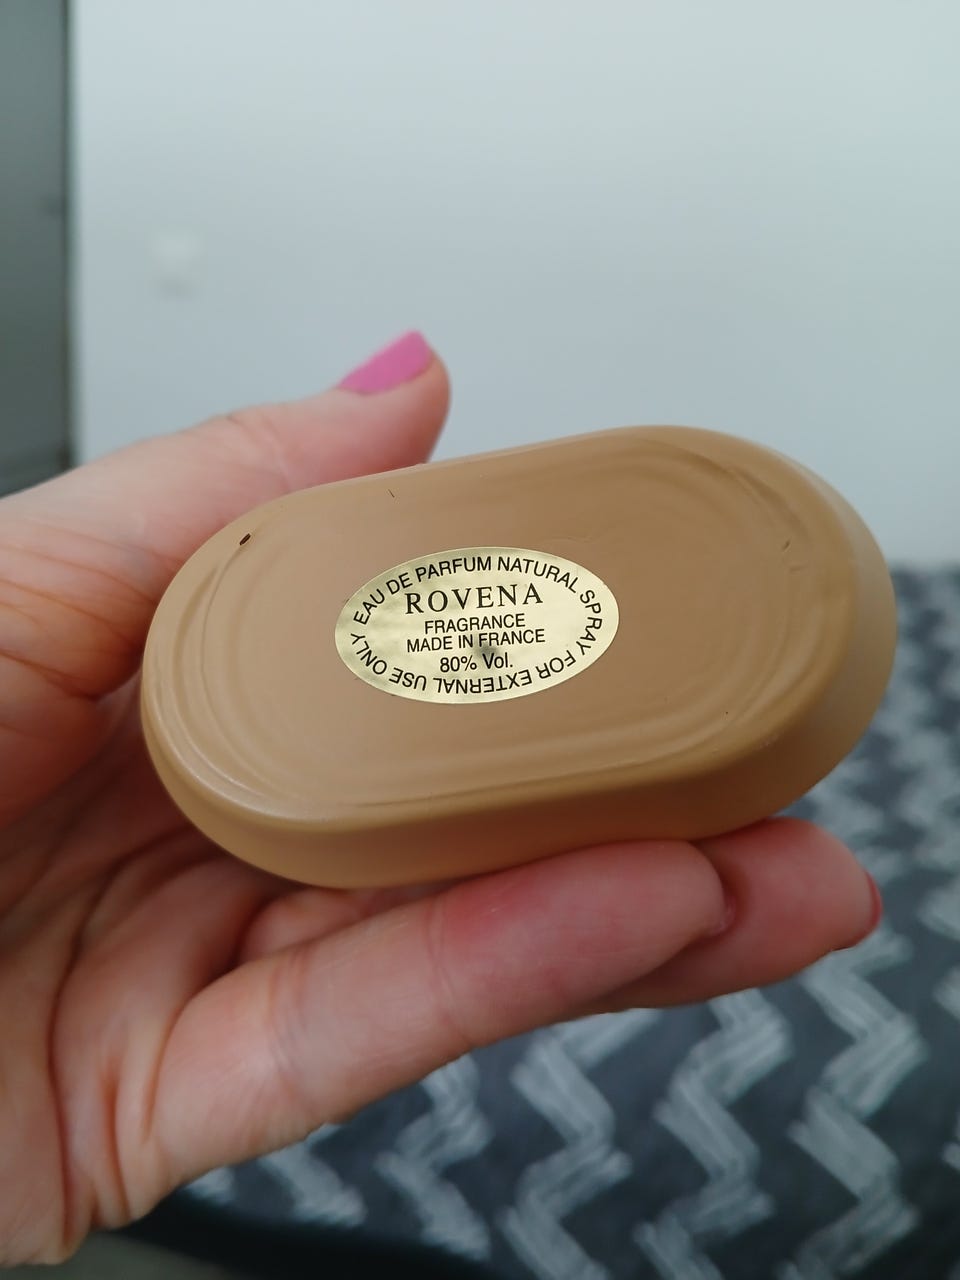 EAU DE PARFUM NATURAL SPRAY FOR EXTERNAL USE ONLY
ROVENA
FRAGRANCE
MADE IN FRANCE
80% Vol.